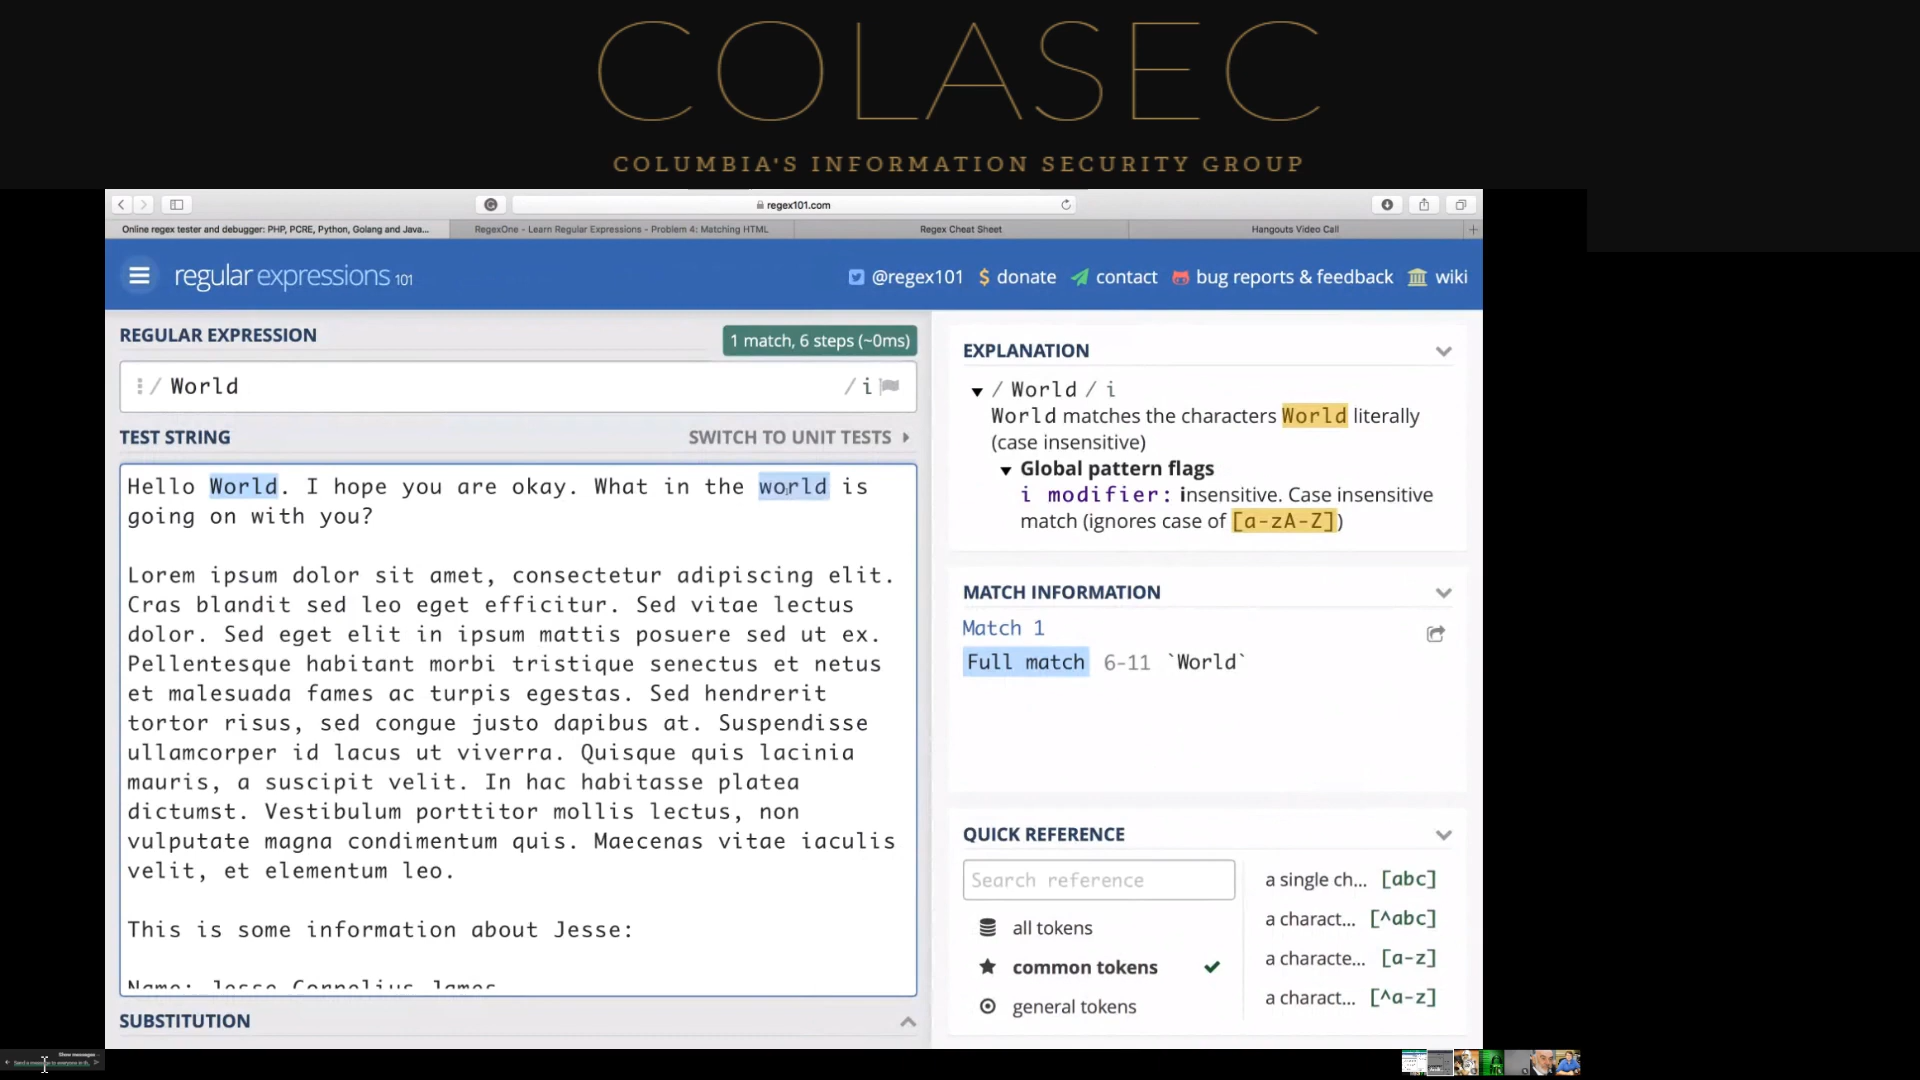 COLASEC
COLUMBIA'S INFORMATION SECURITY GROUP
regex101.com
Online regex tester and debugger: PHP, PCRE, Python, Golang and Java...
RegexOne - Learn Regular Expressions - Problem 4: Matching HTML
Regex Cheat Sheet
Hangouts Video Call
regular expressions 101
@regex101
donate
contact
bug reports & feedback
wiki
REGULAR EXPRESSION
1 match, 6 steps (~0ms)
/ World / i
TEST STRING
SWITCH TO UNIT TESTS
Hello World. I hope you are okay. What in the world is
going on with you?
Lorem ipsum dolor sit amet, consectetur adipiscing elit.
Cras blandit sed leo eget efficitur. Sed vitae lectus
dolor. Sed eget elit in ipsum mattis posuere sed ut ex.
Pellentesque habitant morbi tristique senectus et netus
et malesuada fames ac turpis egestas. Sed hendrerit
tortor risus, sed congue justo dapibus at. Suspendisse
ullamcorper id lacus ut viverra. Quisque quis lacinia
mauris, a suscipit velit. In hac habitasse platea
dictumst. Vestibulum porttitor mollis lectus, non
vulputate magna condimentum quis. Maecenas vitae iaculis
velit, et elementum leo.
This is some information about Jesse:
Name: Jesse Cornelius James
SUBSTITUTION
EXPLANATION
/ World / i
World matches the characters World literally
(case insensitive)
Global pattern flags
i modifier: insensitive. Case insensitive
match (ignores case of [a-zA-Z])
MATCH INFORMATION
Match 1
Full match 6-11 `World`
QUICK REFERENCE
Search reference
all tokens
common tokens
general tokens
a single ch... [abc]
a charact... [^abc]
a characte... [a-z]
a charact... [^a-z]
Show messages